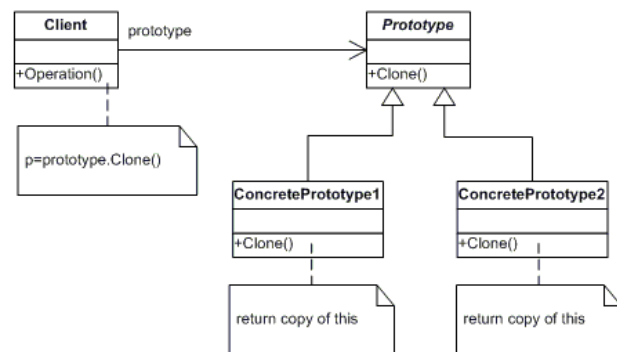 Client
prototype
Prototype
+Operation()
+Clone()
p=prototype.Clone()
ConcretePrototype1
ConcretePrototype2
+Clone()
+Clone()
return copy of this
return copy of this